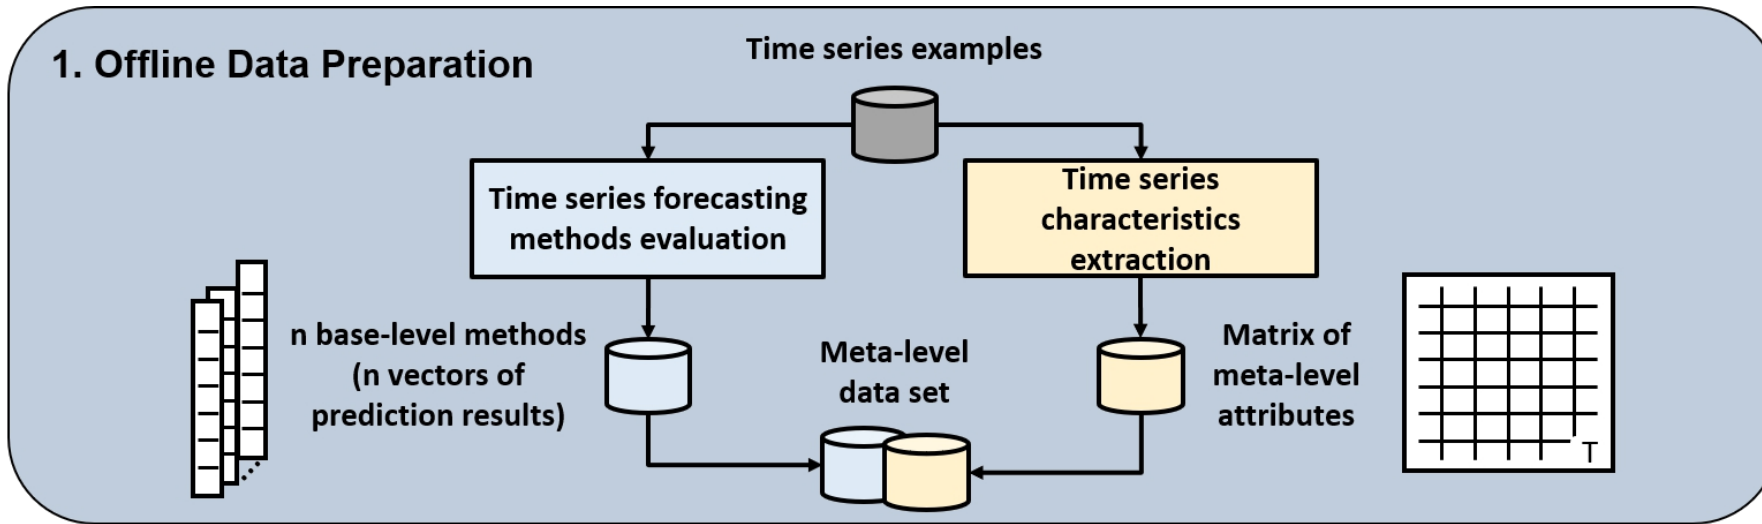 1. Offline Data Preparation
Time series examples
Time series forecasting
methods evaluation
Time series
characteristics
extraction
n base-level methods
(n vectors of
prediction results)
Meta-level
data set
Matrix of
meta-level
attributes
T